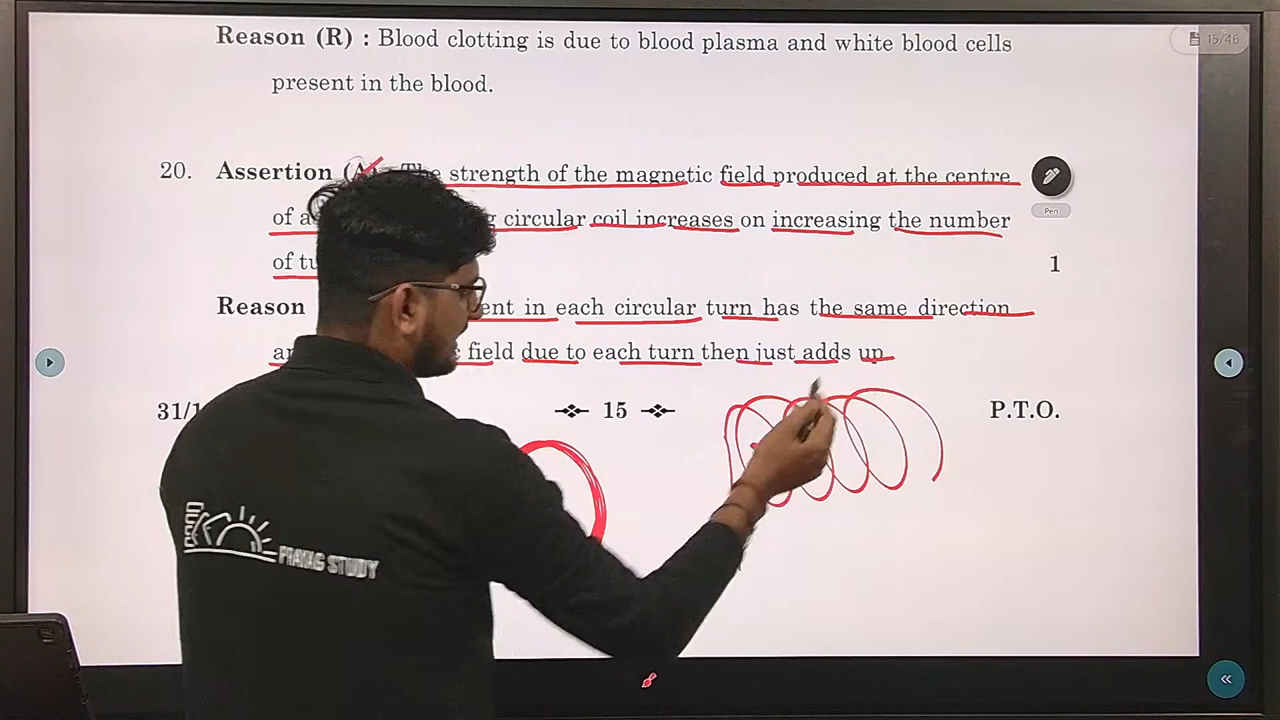 Reason (R) : Blood clotting is due to blood plasma and white blood cells
present in the blood.
15/46
20. Assertion (A) : The strength of the magnetic field produced at the centre
Pen
of a circular coil increases on increasing the number
of 1
Reason in each circular turn has the same direction
field due to each turn then just adds up
31/1 15 P.T.O.
PRAYAG STUDY